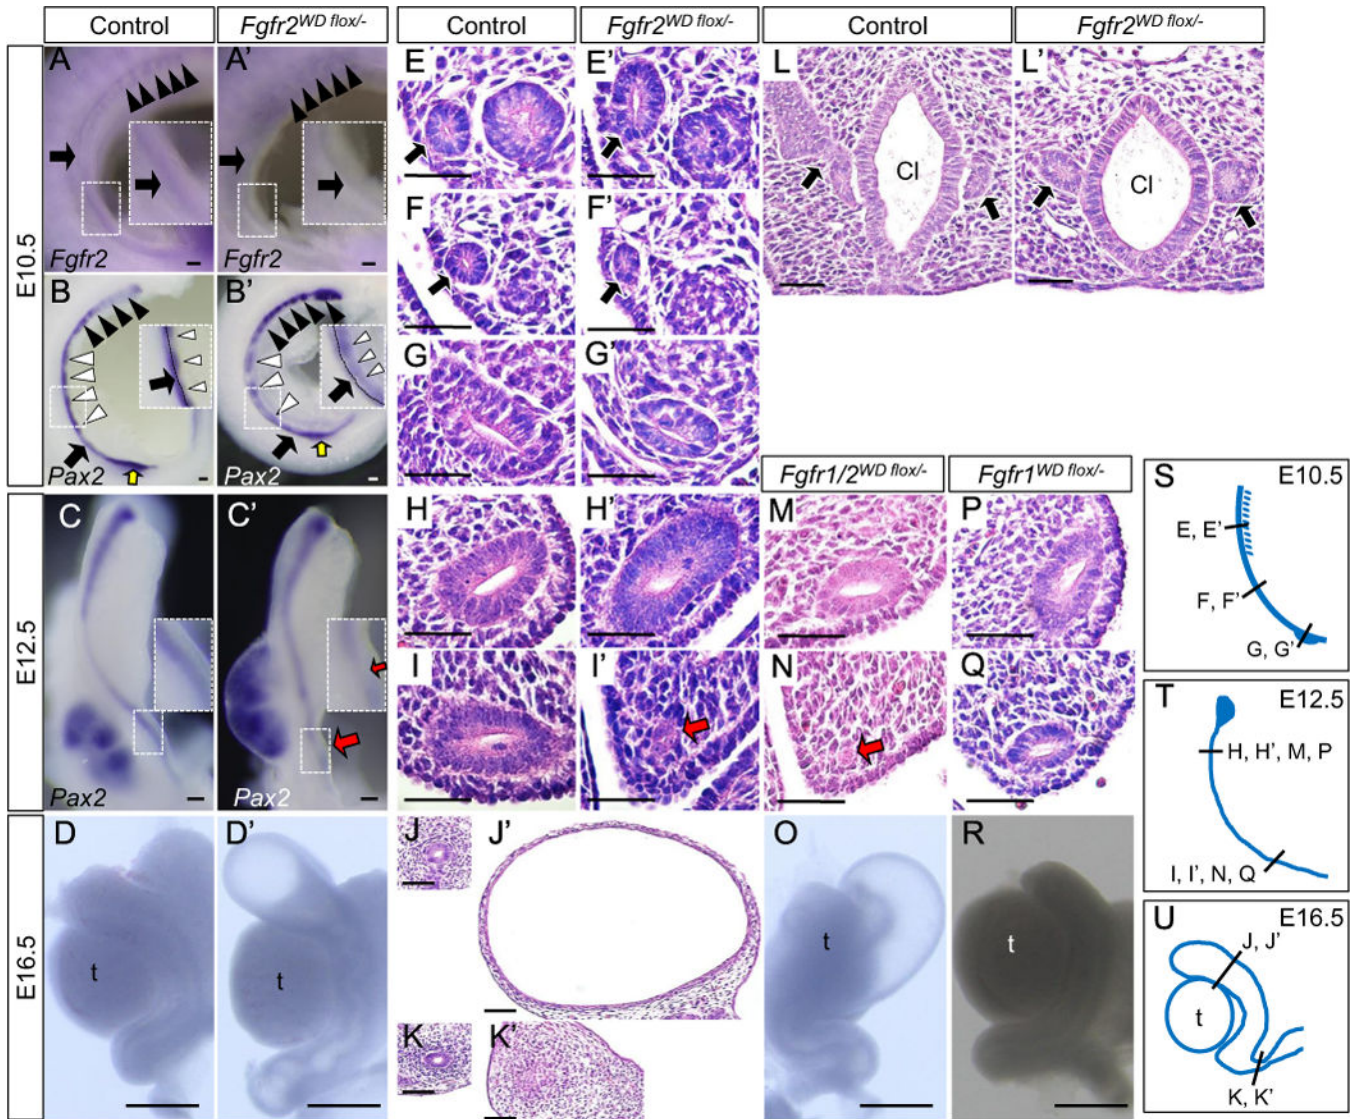 Control
Fgfr2WD flox/-
Control
Fgfr2WD flox/-
Control
Fgfr2WD flox/-
E10.5
A
Fgfr2
A'
Fgfr2
B
Pax2
B'
Pax2
E
E'
F
F'
G
G'
L
Cl
L'
Cl
Fgfr1/2WD flox/-
Fgfr1WD flox/-
E12.5
C
Pax2
C'
Pax2
H
H'
I
I'
M
N
P
Q
E16.5
D
t
D'
t
J
J'
K
K'
O
t
R
t
S
E10.5
E, E'
F, F'
G, G'
T
E12.5
H, H', M, P
I, I', N, Q
U
E16.5
J, J'
t
K, K'